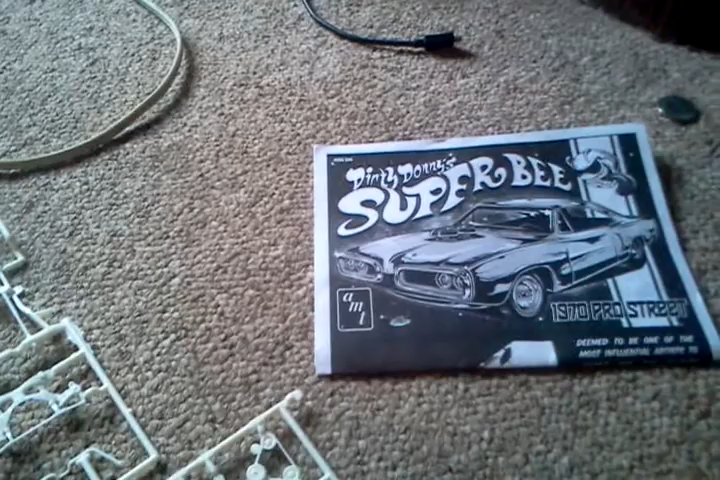 Dirty Donny's
SUPER BEE
amt
1970 PRO STREET
DEEMED TO BE ONE OF THE
MOST INFLUENTIAL ARTISTS TO